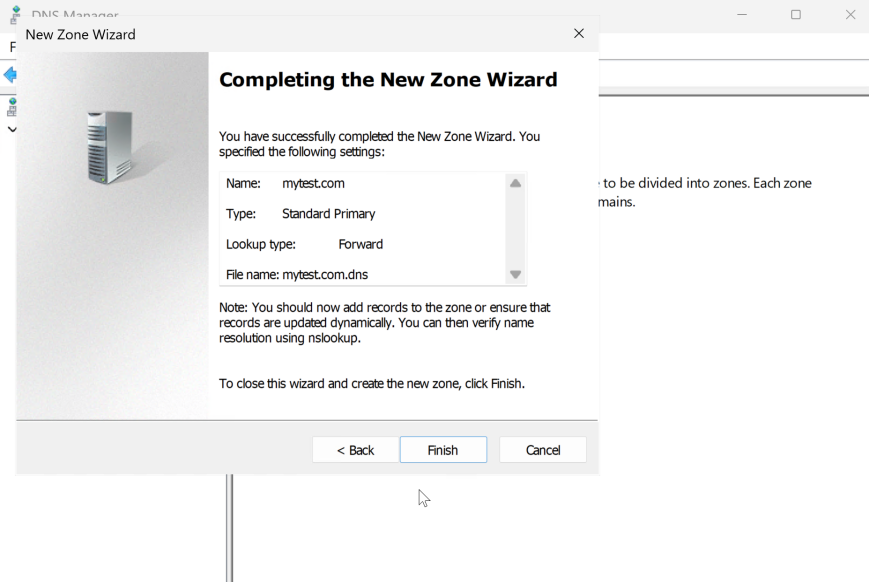 DNS Manager
New Zone Wizard
F
Completing the New Zone Wizard
You have successfully completed the New Zone Wizard. You
specified the following settings:
Name: mytest.com
Type: Standard Primary
Lookup type: Forward
File name: mytest.com.dns
to be divided into zones. Each zone
mains.
Note: You should now add records to the zone or ensure that
records are updated dynamically. You can then verify name
resolution using nslookup.
To close this wizard and create the new zone, click Finish.
< Back
Finish
Cancel